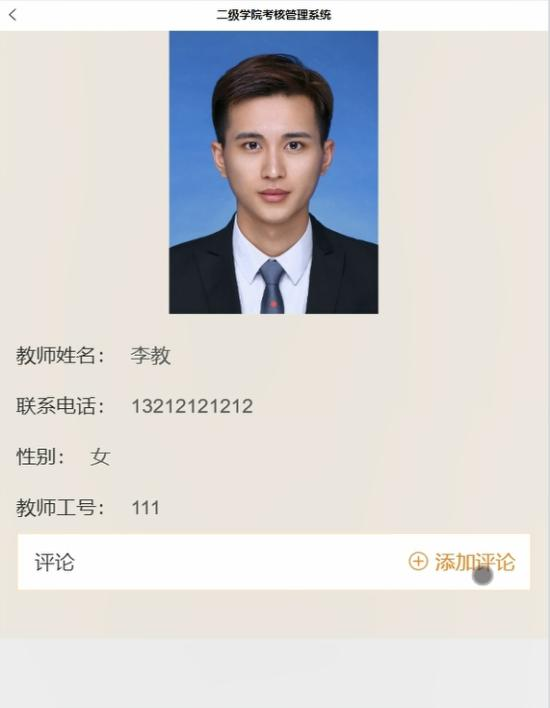 二级学院考核管理系统
教师姓名： 李教
联系电话： 13212121212
性别： 女
教师工号： 111
评论 添加评论